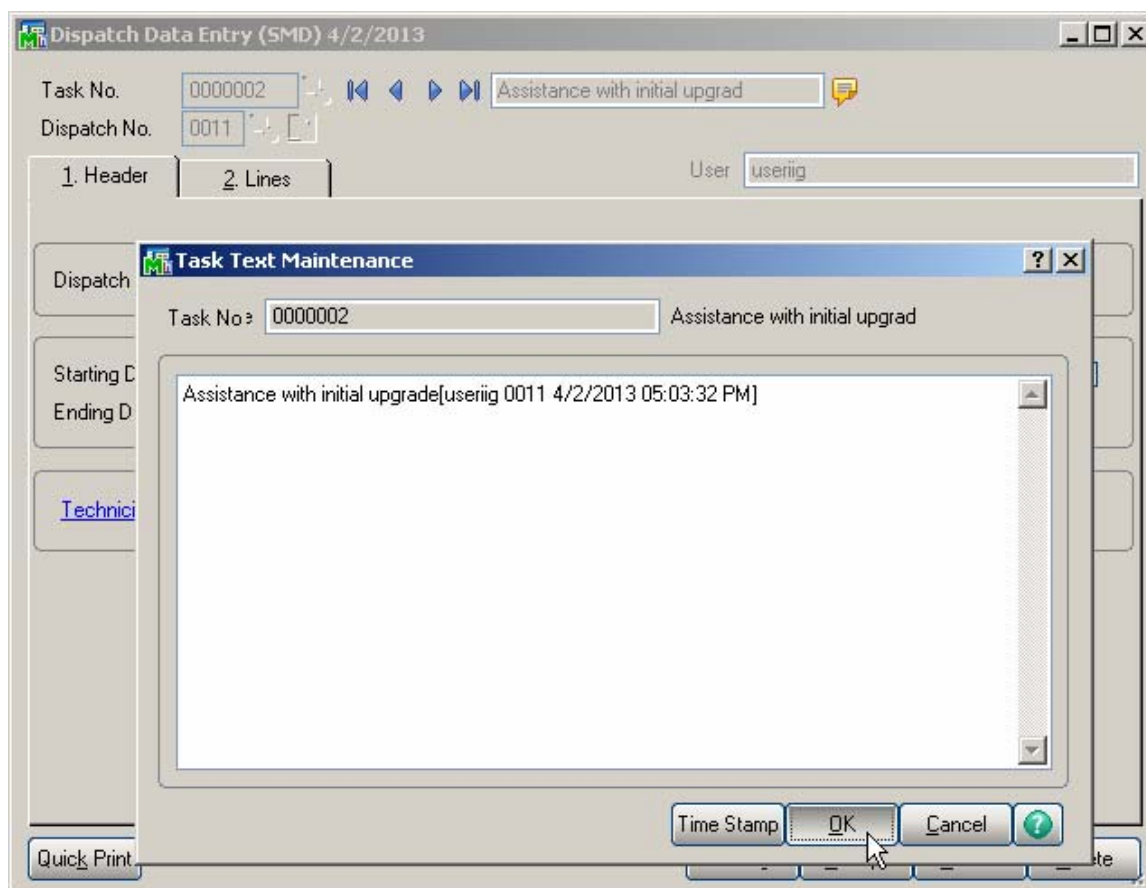 Dispatch Data Entry (SMD) 4/2/2013
Task No. 0000002 Assistance with initial upgrad
Dispatch No. 0011
1. Header 2. Lines User useriig
Task Text Maintenance
Dispatch
Task No 0000002 Assistance with initial upgrad
Starting D
Assistance with initial upgrade[useriig 0011 4/2/2013 05:03:32 PM]
Ending D
Technici
Time Stamp OK Cancel
Quick Print